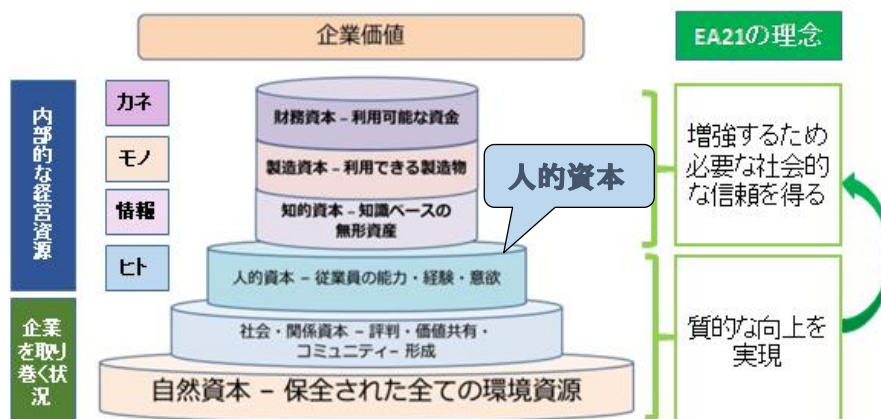 企業価値
EA21の理念
内部的な経営資源
カネ
モノ
情報
ヒト
財務資本 – 利用可能な資金
製造資本 – 利用できる製造物
知的資本 – 知識ベースの
無形資産
人的資本
人的資本 – 従業員の能力・経験・意欲
増強するため
必要な社会的
な信頼を得る
企業
を取り
巻く状
況
社会・関係資本 – 評判・価値共有・
コミュニティー 形成
自然資本 – 保全された全ての環境資源
質的な向上を
実現